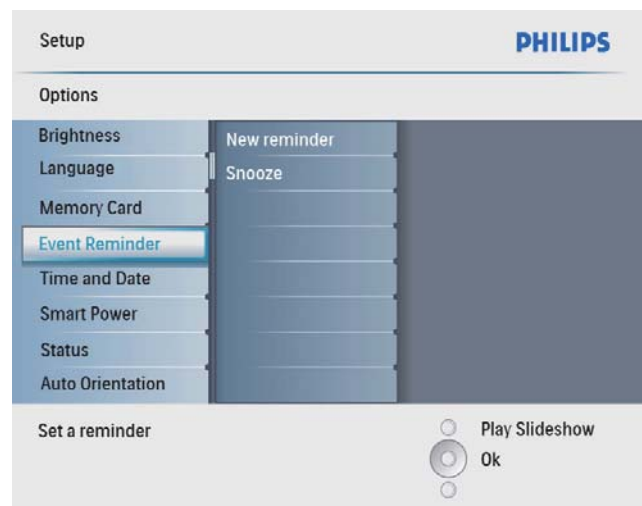 Setup
PHILIPS
Options
Brightness
Language
Memory Card
Event Reminder
Time and Date
Smart Power
Status
Auto Orientation
New reminder
Snooze
Set a reminder
Play Slideshow
Ok